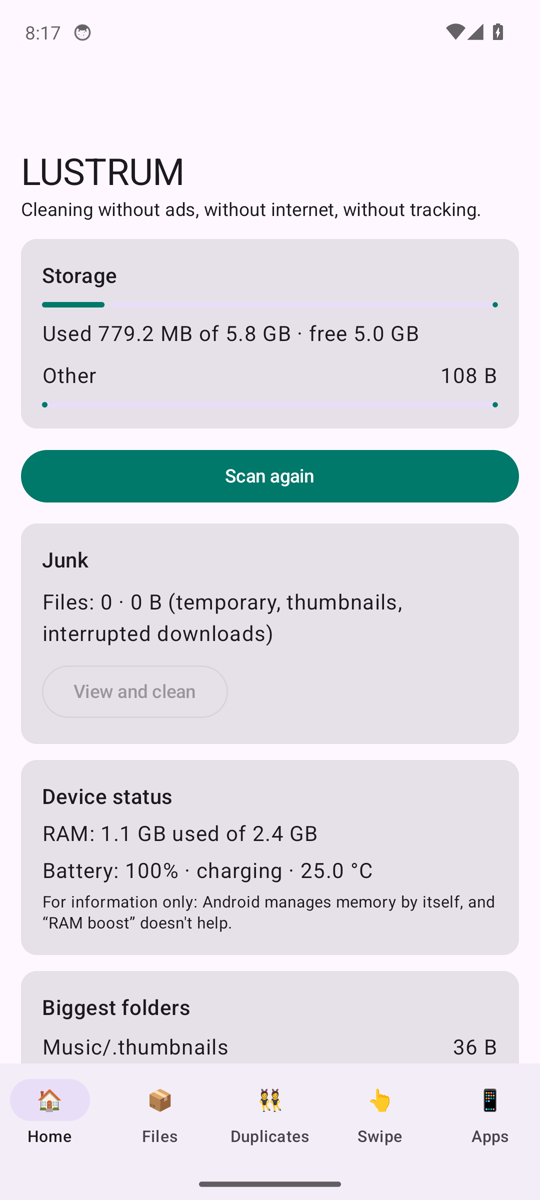 8:17
LUSTRUM
Cleaning without ads, without internet, without tracking.
Storage
Used 779.2 MB of 5.8 GB · free 5.0 GB
Other 108 B
Scan again
Junk
Files: 0 · 0 B (temporary, thumbnails,
interrupted downloads)
View and clean
Device status
RAM: 1.1 GB used of 2.4 GB
Battery: 100% · charging · 25.0 °C
For information only: Android manages memory by itself, and
“RAM boost” doesn't help.
Biggest folders
Music/.thumbnails 36 B
Home Files Duplicates Swipe Apps